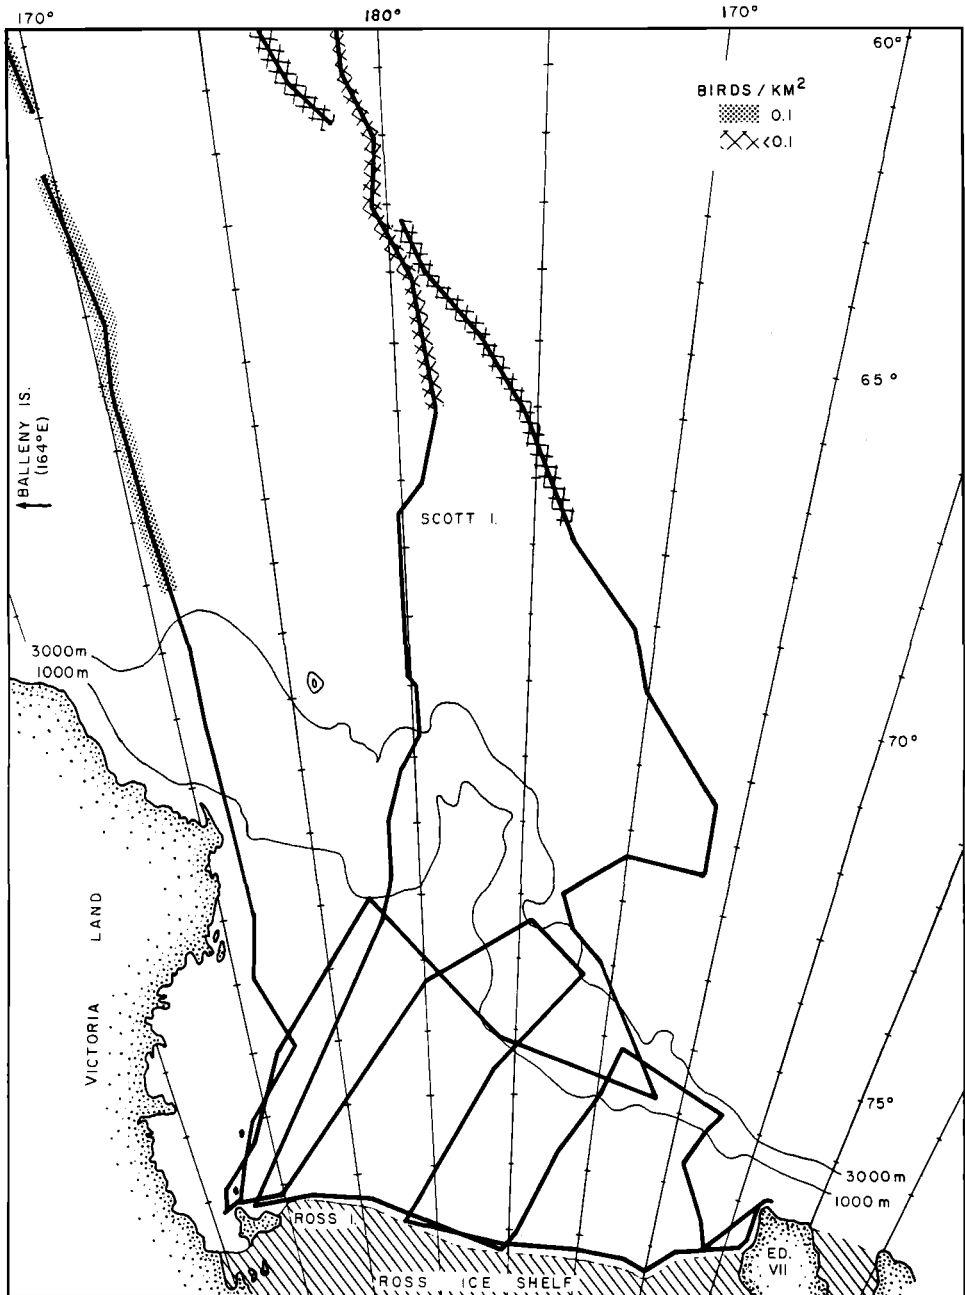 170° 180° 170°
60°
BIRDS / KM²
0.1
<0.1
65°
BALLENY IS.
(164°E)
SCOTT I.
3000m
1000m
70°
VICTORIA LAND
75°
3000m
1000m
ROSS I.
ED.
VII
ROSS ICE SHELF